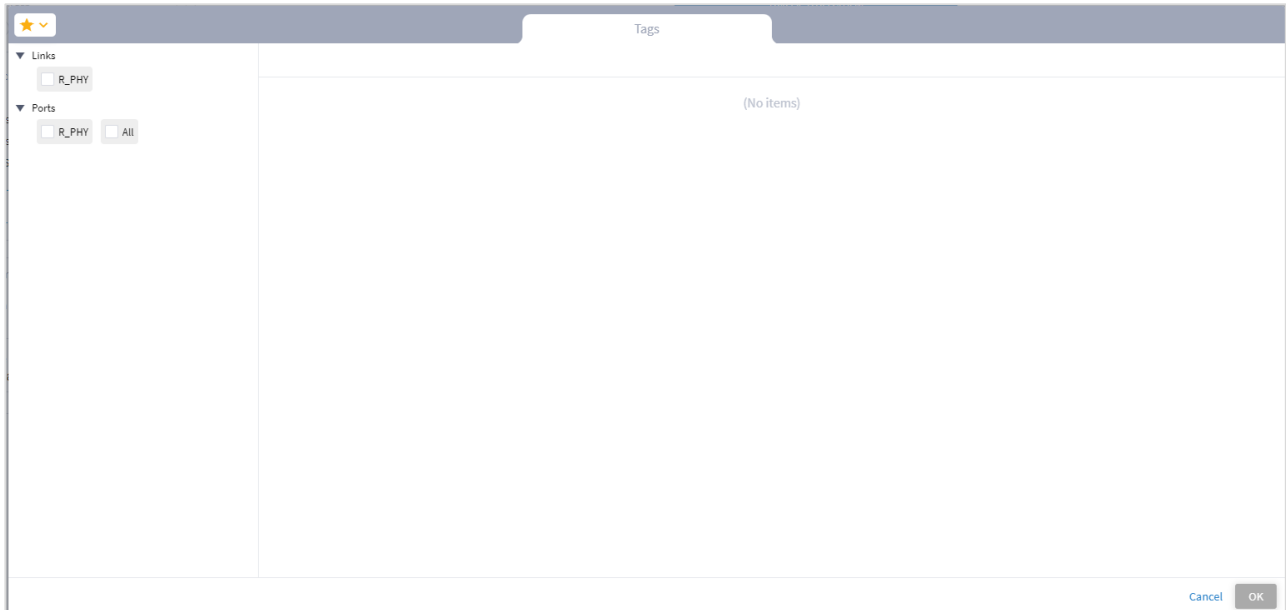 Tags
Links
R_PHY
Ports
R_PHY All
(No items)
Cancel OK